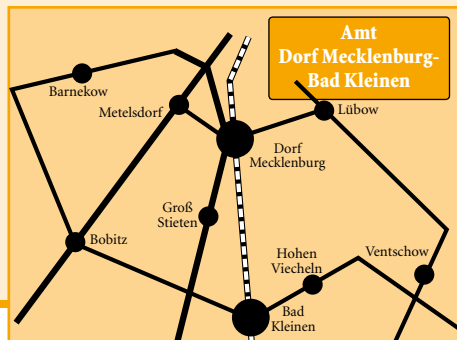 Amt
Dorf Mecklenburg-
Bad Kleinen
Barnekow
Metelsdorf
Lübow
Dorf
Mecklenburg
Groß
Stieten
Bobitz
Hohen
Viecheln
Ventschow
Bad
Kleinen